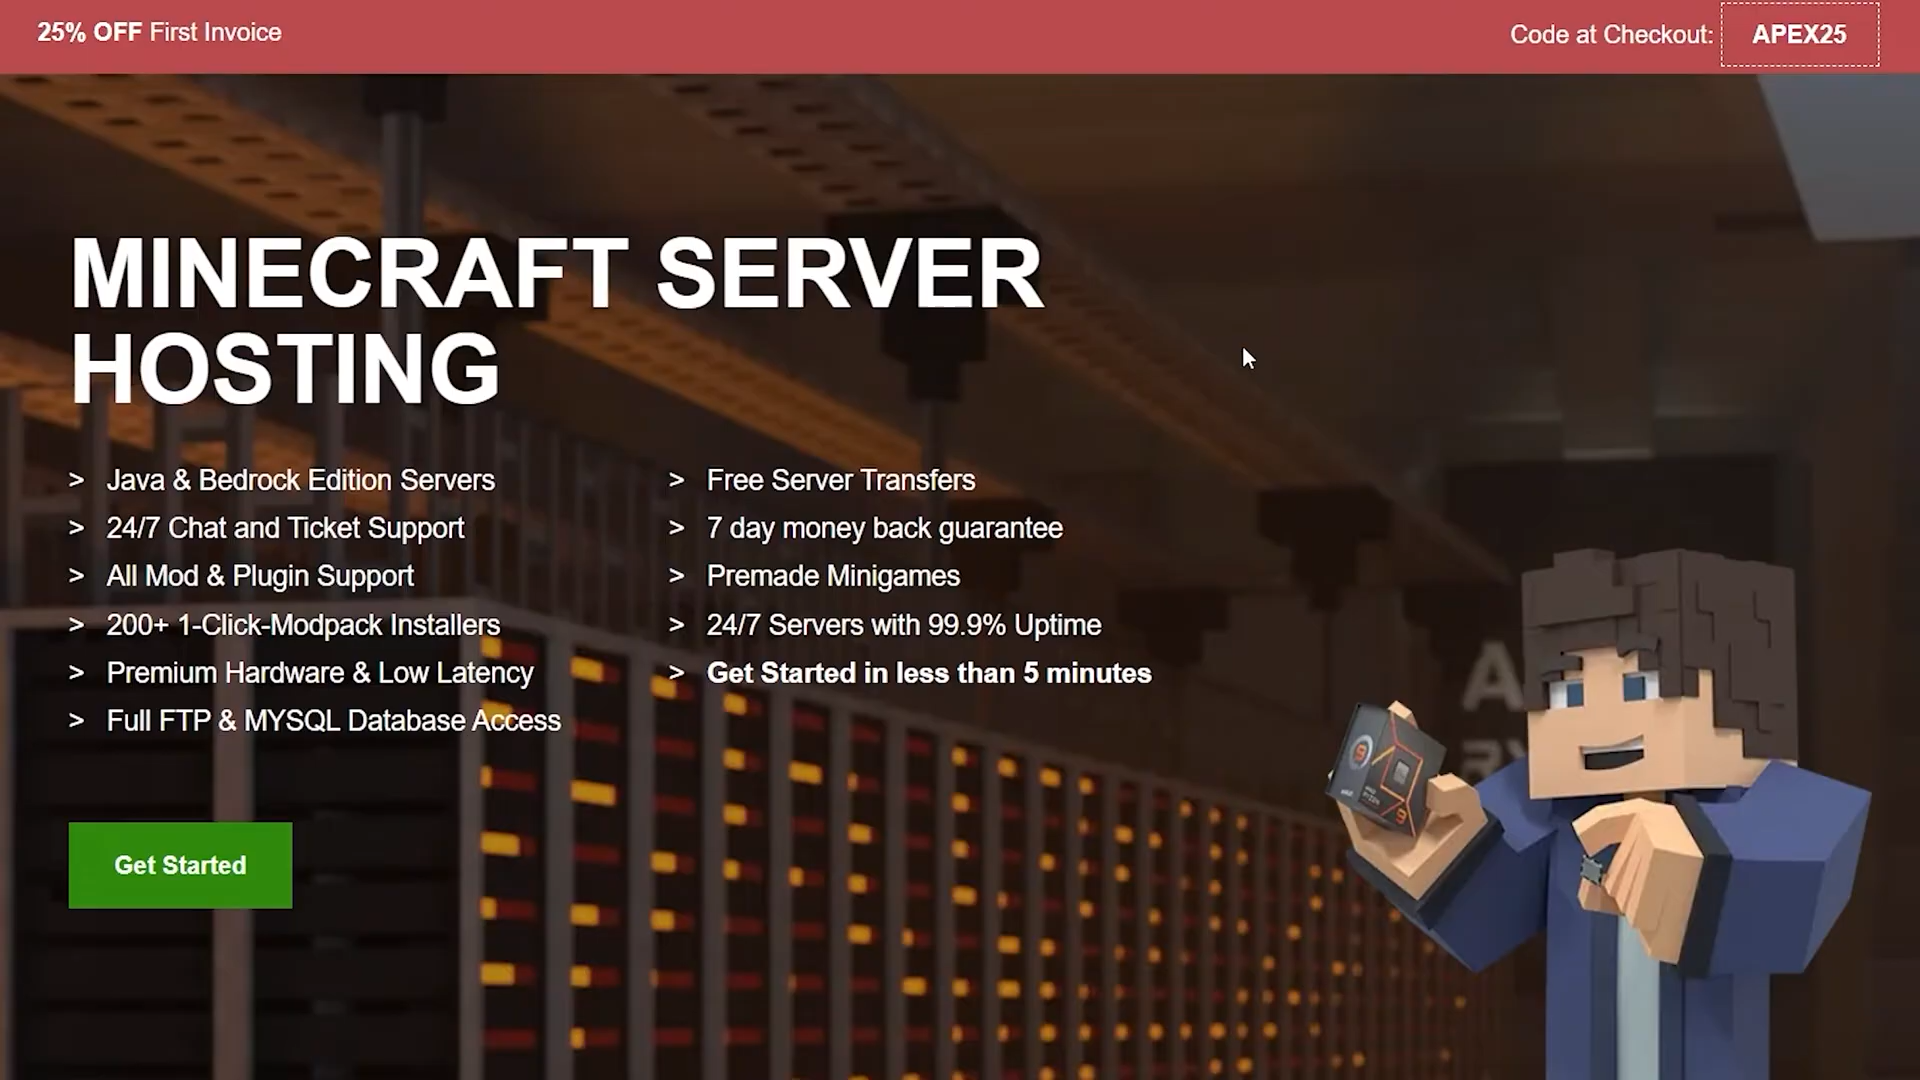 25% OFF First Invoice
Code at Checkout: APEX25
MINECRAFT SERVER
HOSTING
> Java & Bedrock Edition Servers
> 24/7 Chat and Ticket Support
> All Mod & Plugin Support
> 200+ 1-Click-Modpack Installers
> Premium Hardware & Low Latency
> Full FTP & MYSQL Database Access
> Free Server Transfers
> 7 day money back guarantee
> Premade Minigames
> 24/7 Servers with 99.9% Uptime
> Get Started in less than 5 minutes
Get Started
9